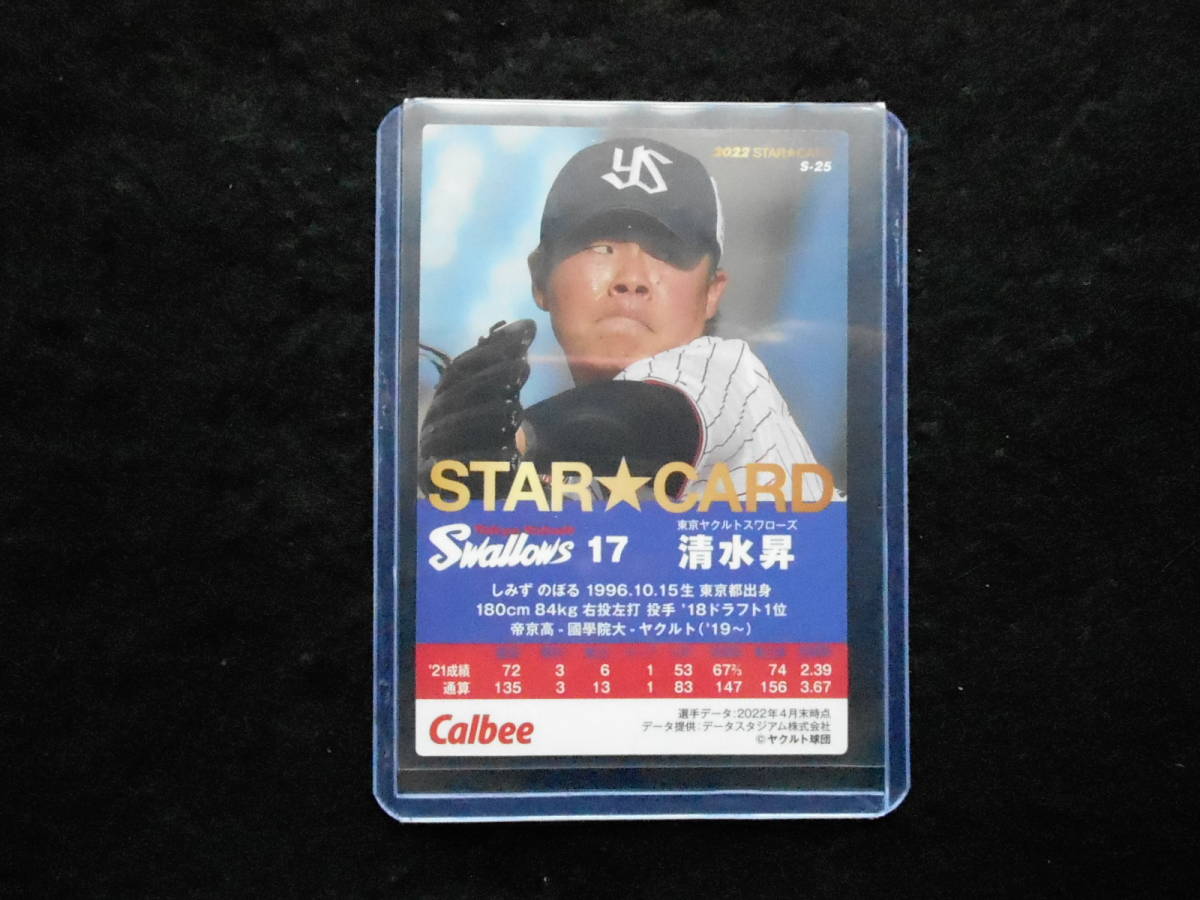 2022 STAR★CARD
S-25
YS
STAR★CARD
東京ヤクルトスワローズ
Swallows 17 清水昇
しみず のぼる 1996.10.15生 東京都出身
180cm 84kg 右投左打 投手 '18ドラフト1位
帝京高-國學院大-ヤクルト('19～)
'21成績 72 3 6 1 53 67⅔ 74 2.39
通算 135 3 13 1 83 147 156 3.67
Calbee
選手データ:2022年4月末時点
データ提供:データスタジアム株式会社
©ヤクルト球団